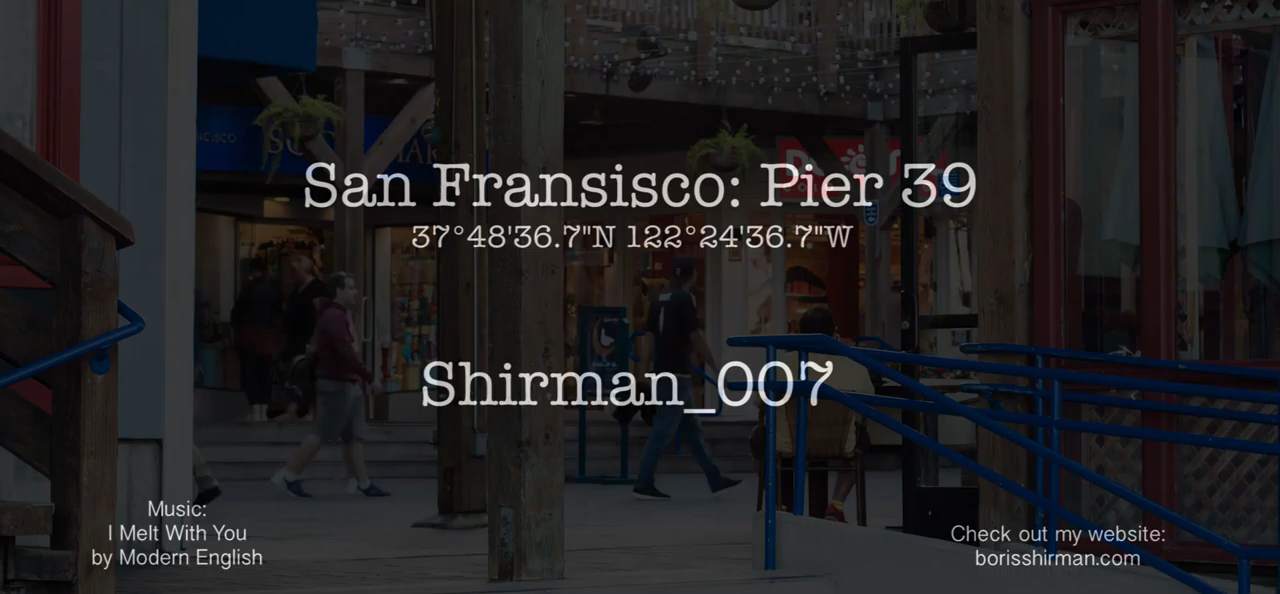 San Fransisco: Pier 39
37°48'36.7"N 122°24'36.7"W
Shirman_007
Music:
I Melt With You
by Modern English
Check out my website:
borisshirman.com